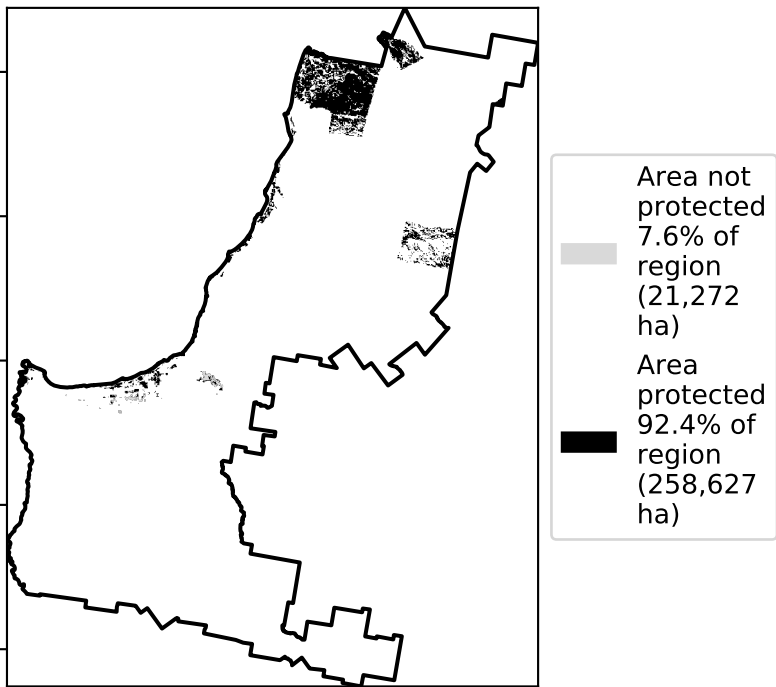 Area not
protected
7.6% of
region
(21,272
ha)
Area
protected
92.4% of
region
(258,627
ha)